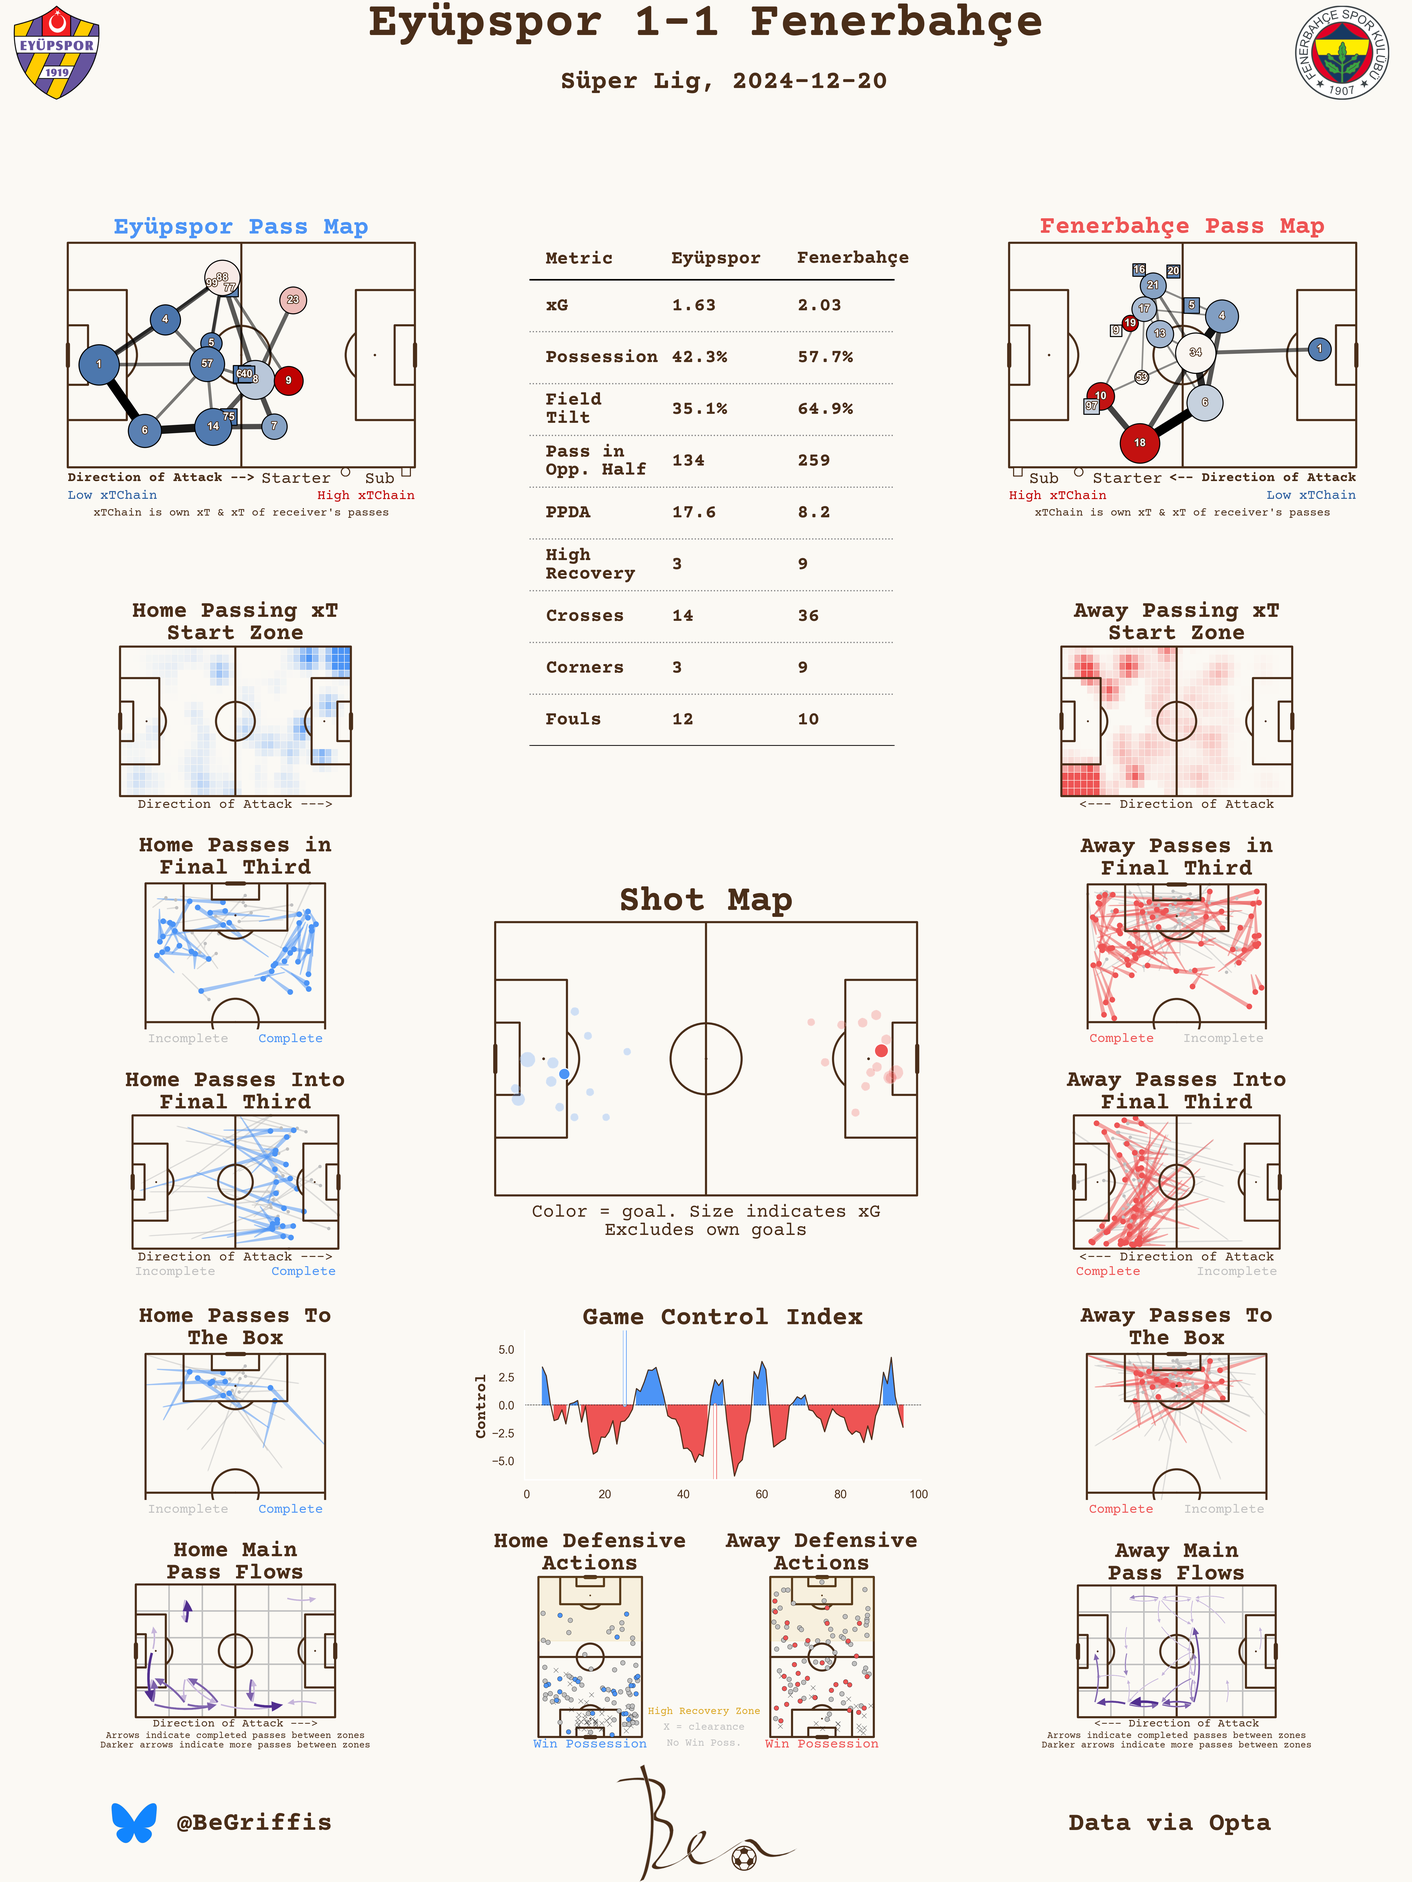 Eyüpspor 1-1 Fenerbahçe
Süper Lig, 2024-12-20
EYÜPSPOR
1919
FENERBAHÇE SPOR KULÜBÜ
1907
Eyüpspor Pass Map
88
99
77
23
4
5
1
57
40
8
9
75
6
14
7
Direction of Attack --> Starter Sub
Low xTChain High xTChain
xTChain is own xT & xT of receiver's passes
Metric Eyüpspor Fenerbahçe
xG 1.63 2.03
Possession 42.3% 57.7%
Field
Tilt 35.1% 64.9%
Pass in
Opp. Half 134 259
PPDA 17.6 8.2
High
Recovery 3 9
Crosses 14 36
Corners 3 9
Fouls 12 10
Fenerbahçe Pass Map
16
20
21
17
5
4
19
9
13
34
1
53
10
97
6
18
Sub Starter <-- Direction of Attack
High xTChain Low xTChain
xTChain is own xT & xT of receiver's passes
Home Passing xT
Start Zone
Direction of Attack --->
Away Passing xT
Start Zone
<--- Direction of Attack
Home Passes in
Final Third
Incomplete Complete
Away Passes in
Final Third
Complete Incomplete
Shot Map
Color = goal. Size indicates xG
Excludes own goals
Home Passes Into
Final Third
Direction of Attack --->
Incomplete Complete
Away Passes Into
Final Third
<--- Direction of Attack
Complete Incomplete
Home Passes To
The Box
Incomplete Complete
Game Control Index
Control
5.0
2.5
0.0
−2.5
−5.0
0 20 40 60 80 100
Away Passes To
The Box
Complete Incomplete
Home Main
Pass Flows
Direction of Attack --->
Arrows indicate completed passes between zones
Darker arrows indicate more passes between zones
Home Defensive
Actions
Win Possession
Away Defensive
Actions
Win Possession
High Recovery Zone
X = clearance
No Win Poss.
Away Main
Pass Flows
<--- Direction of Attack
Arrows indicate completed passes between zones
Darker arrows indicate more passes between zones
@BeGriffis
Ben
Data via Opta